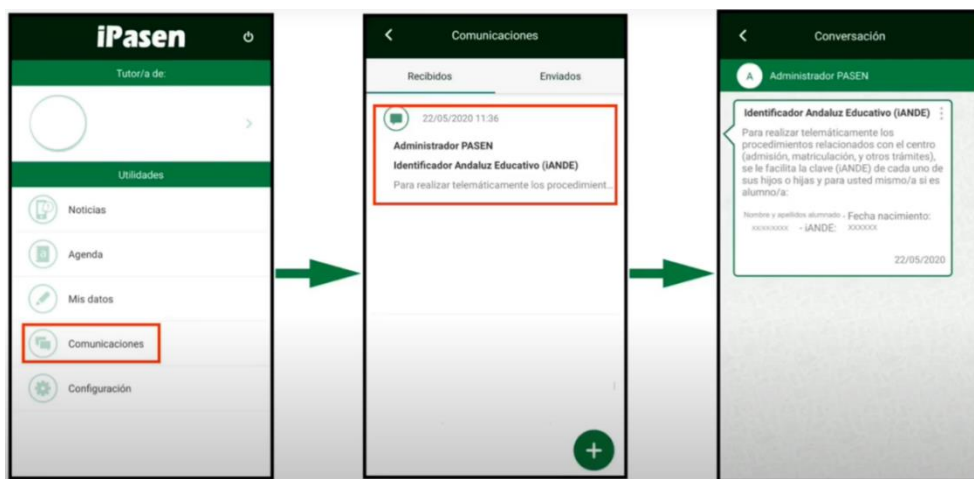 iPasen
Tutor/a de:
Utilidades
Noticias
Agenda
Mis datos
Comunicaciones
Configuración
Comunicaciones
Recibidos
Enviados
22/05/2020 11:36
Administrador PASEN
Identificador Andaluz Educativo (iANDE)
Para realizar telemáticamente los procedimient...
+
Conversación
A Administrador PASEN
Identificador Andaluz Educativo (iANDE)
Para realizar telemáticamente los
procedimientos relacionados con el centro
(admisión, matriculación, y otros trámites),
se le facilita la clave (iANDE) de cada uno de
sus hijos o hijas y para usted mismo/a si es
alumno/a:
Nombre y apellidos alumnado - Fecha nacimiento:
xxxxxxxx - iANDE: xxxxxx
22/05/2020